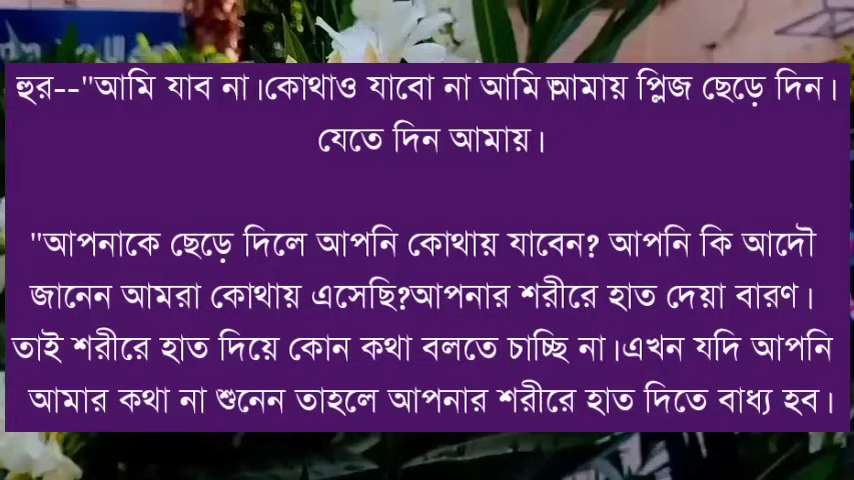 হুর--"আমি যাব না।কোথাও যাবো না আমি।আমায় প্লিজ ছেড়ে দিন।
যেতে দিন আমায়।
"আপনাকে ছেড়ে দিলে আপনি কোথায় যাবেন? আপনি কি আদৌ
জানেন আমরা কোথায় এসেছি?আপনার শরীরে হাত দেয়া বারণ।
তাই শরীরে হাত দিয়ে কোন কথা বলতে চাচ্ছি না।এখন যদি আপনি
আমার কথা না শুনেন তাহলে আপনার শরীরে হাত দিতে বাধ্য হব।